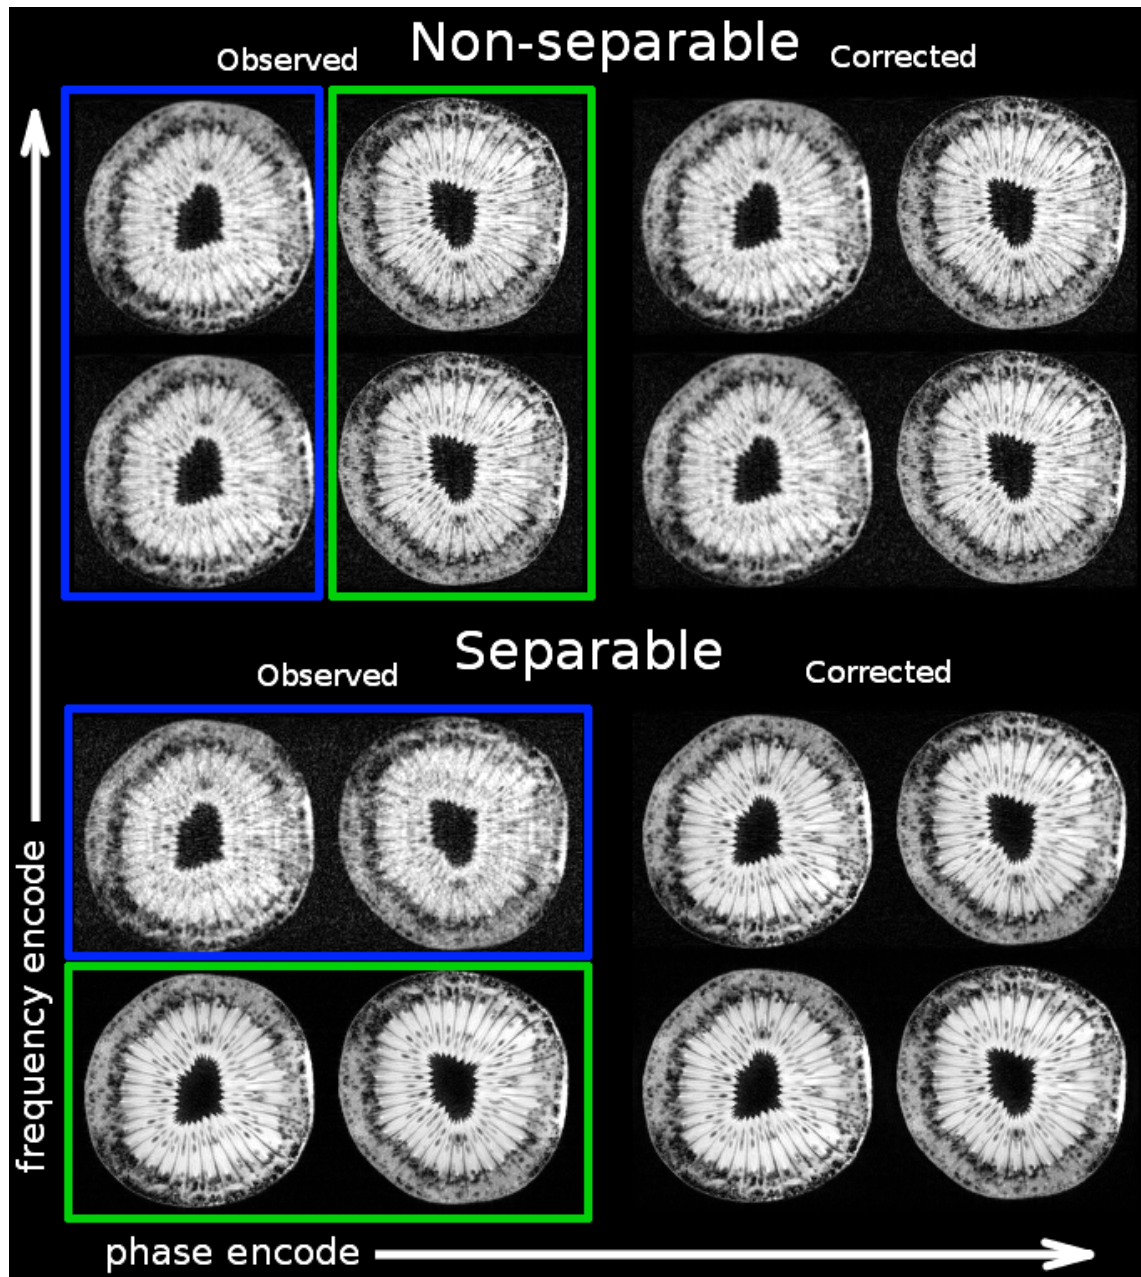 Non-separable
Observed
Corrected
Separable
Observed
Corrected
frequency encode
phase encode